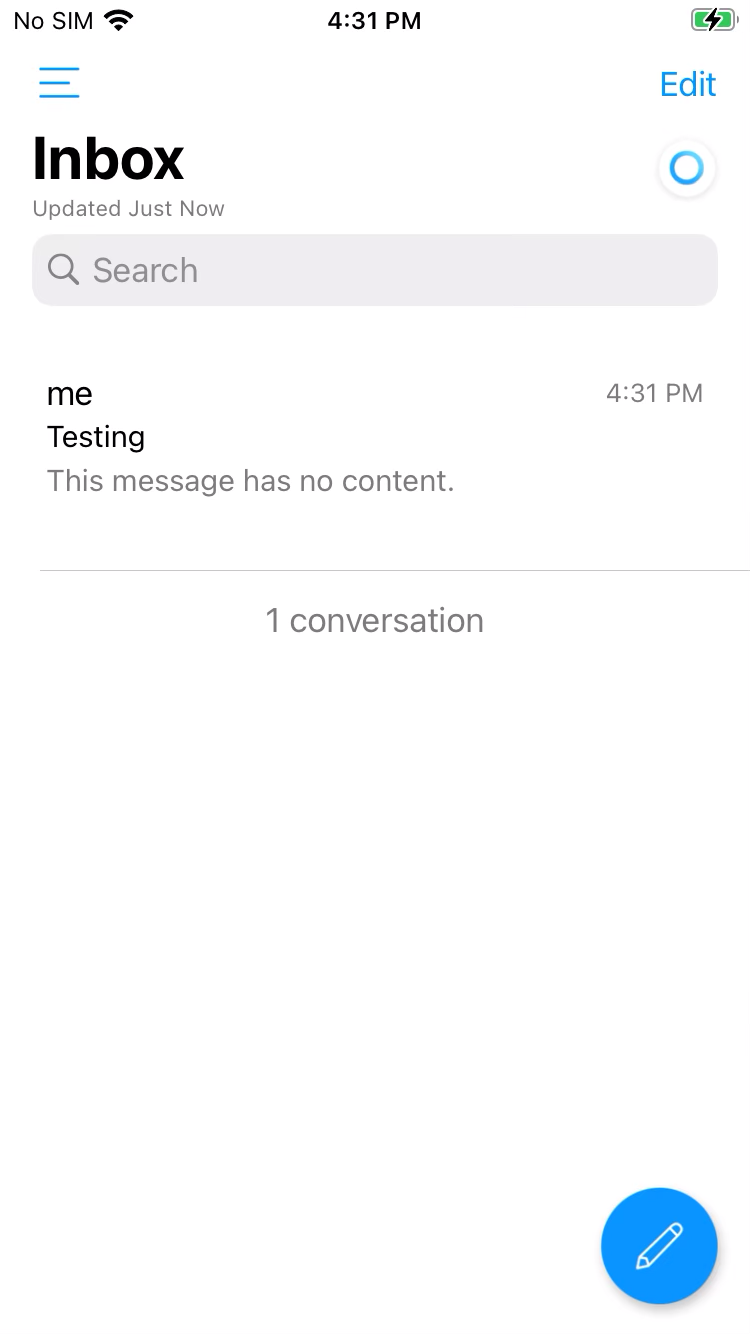 No SIM 4:31 PM
Edit
Inbox
Updated Just Now
Search
me 4:31 PM
Testing
This message has no content.
1 conversation